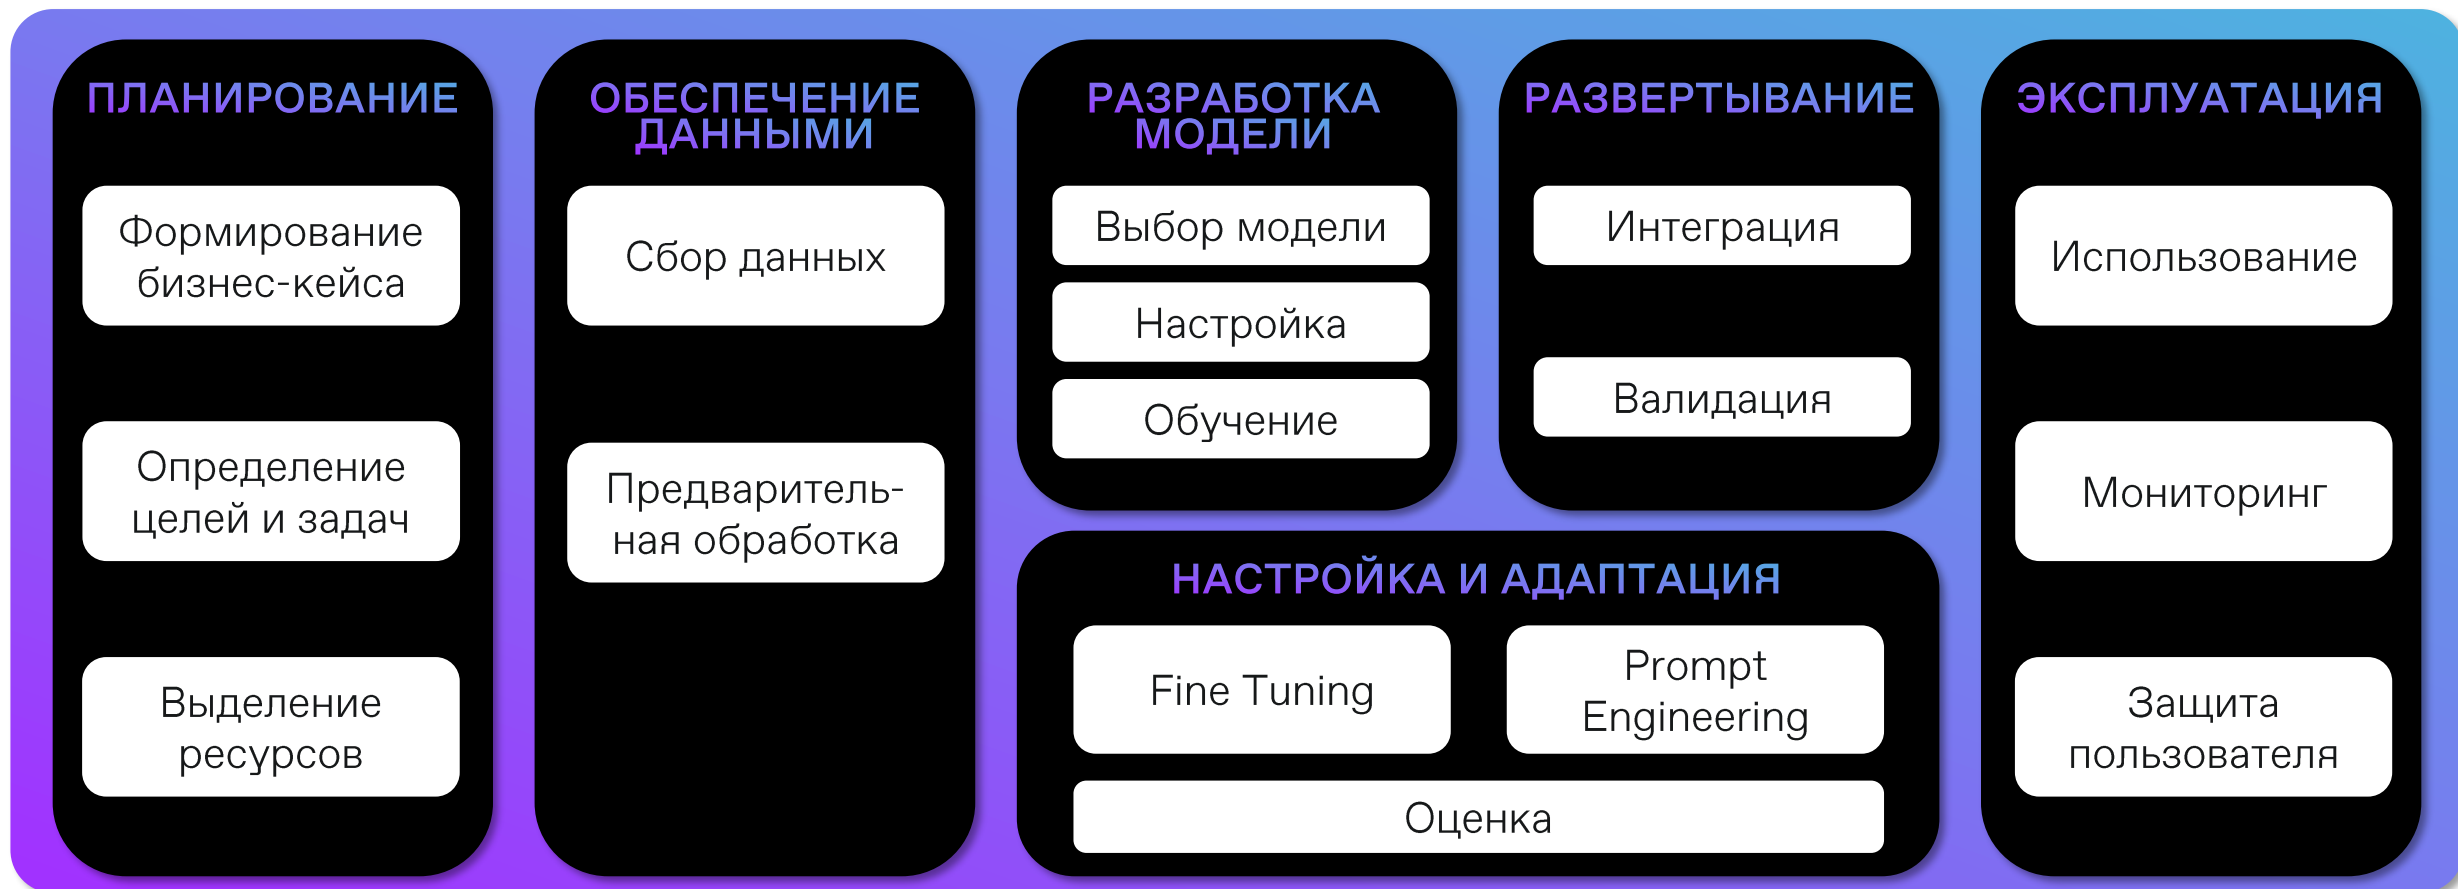 ПЛАНИРОВАНИЕ
Формирование
бизнес-кейса
Определение
целей и задач
Выделение
ресурсов
ОБЕСПЕЧЕНИЕ
ДАННЫМИ
Сбор данных
Предваритель-
ная обработка
РАЗРАБОТКА
МОДЕЛИ
Выбор модели
Настройка
Обучение
РАЗВЕРТЫВАНИЕ
Интеграция
Валидация
НАСТРОЙКА И АДАПТАЦИЯ
Fine Tuning
Prompt
Engineering
Оценка
ЭКСПЛУАТАЦИЯ
Использование
Мониторинг
Защита
пользователя